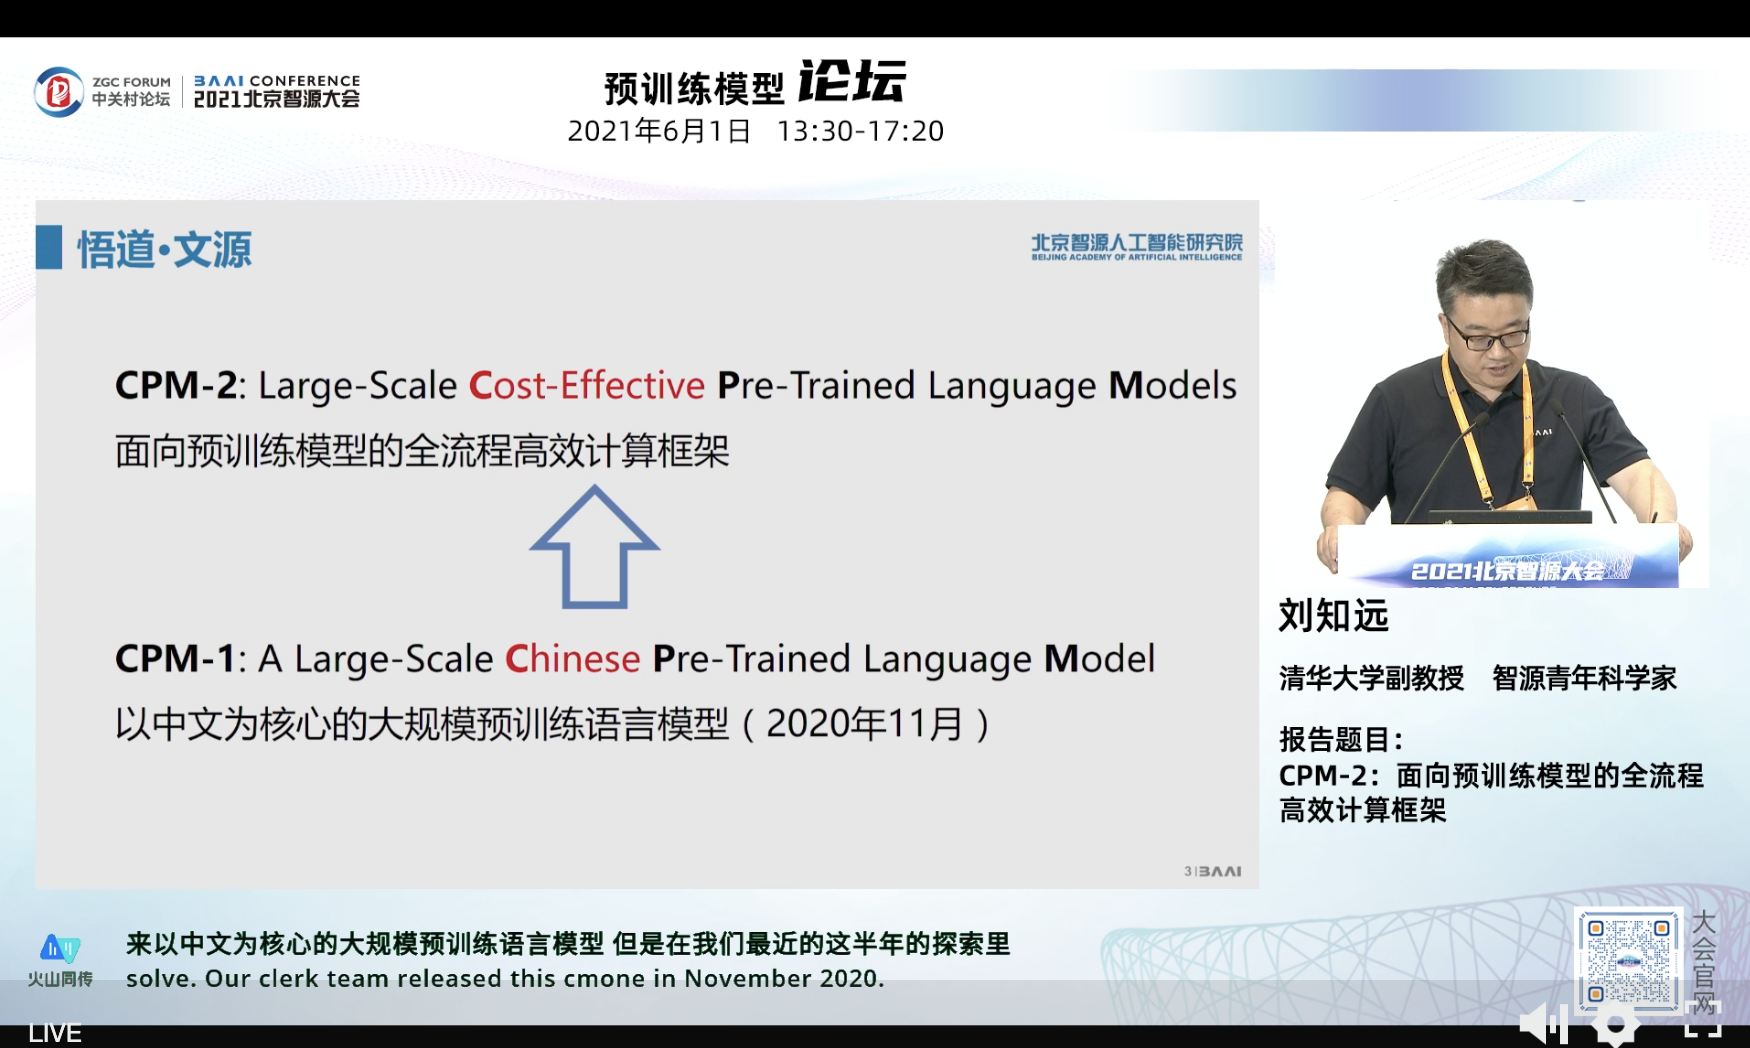 ZGC FORUM
中关村论坛
BAAI CONFERENCE
2021北京智源大会
预训练模型 论坛
2021年6月1日 13:30-17:20
悟道·文源
北京智源人工智能研究院
BEIJING ACADEMY OF ARTIFICIAL INTELLIGENCE
CPM-2: Large-Scale Cost-Effective Pre-Trained Language Models
面向预训练模型的全流程高效计算框架
CPM-1: A Large-Scale Chinese Pre-Trained Language Model
以中文为核心的大规模预训练语言模型（2020年11月）
3|BAAI
BAAI
2021北京智源大会
刘知远
清华大学副教授 智源青年科学家
报告题目：
CPM-2：面向预训练模型的全流程
高效计算框架
火山同传
来以中文为核心的大规模预训练语言模型 但是在我们最近的这半年的探索里
solve. Our clerk team released this cmone in November 2020.
大会官网
LIVE